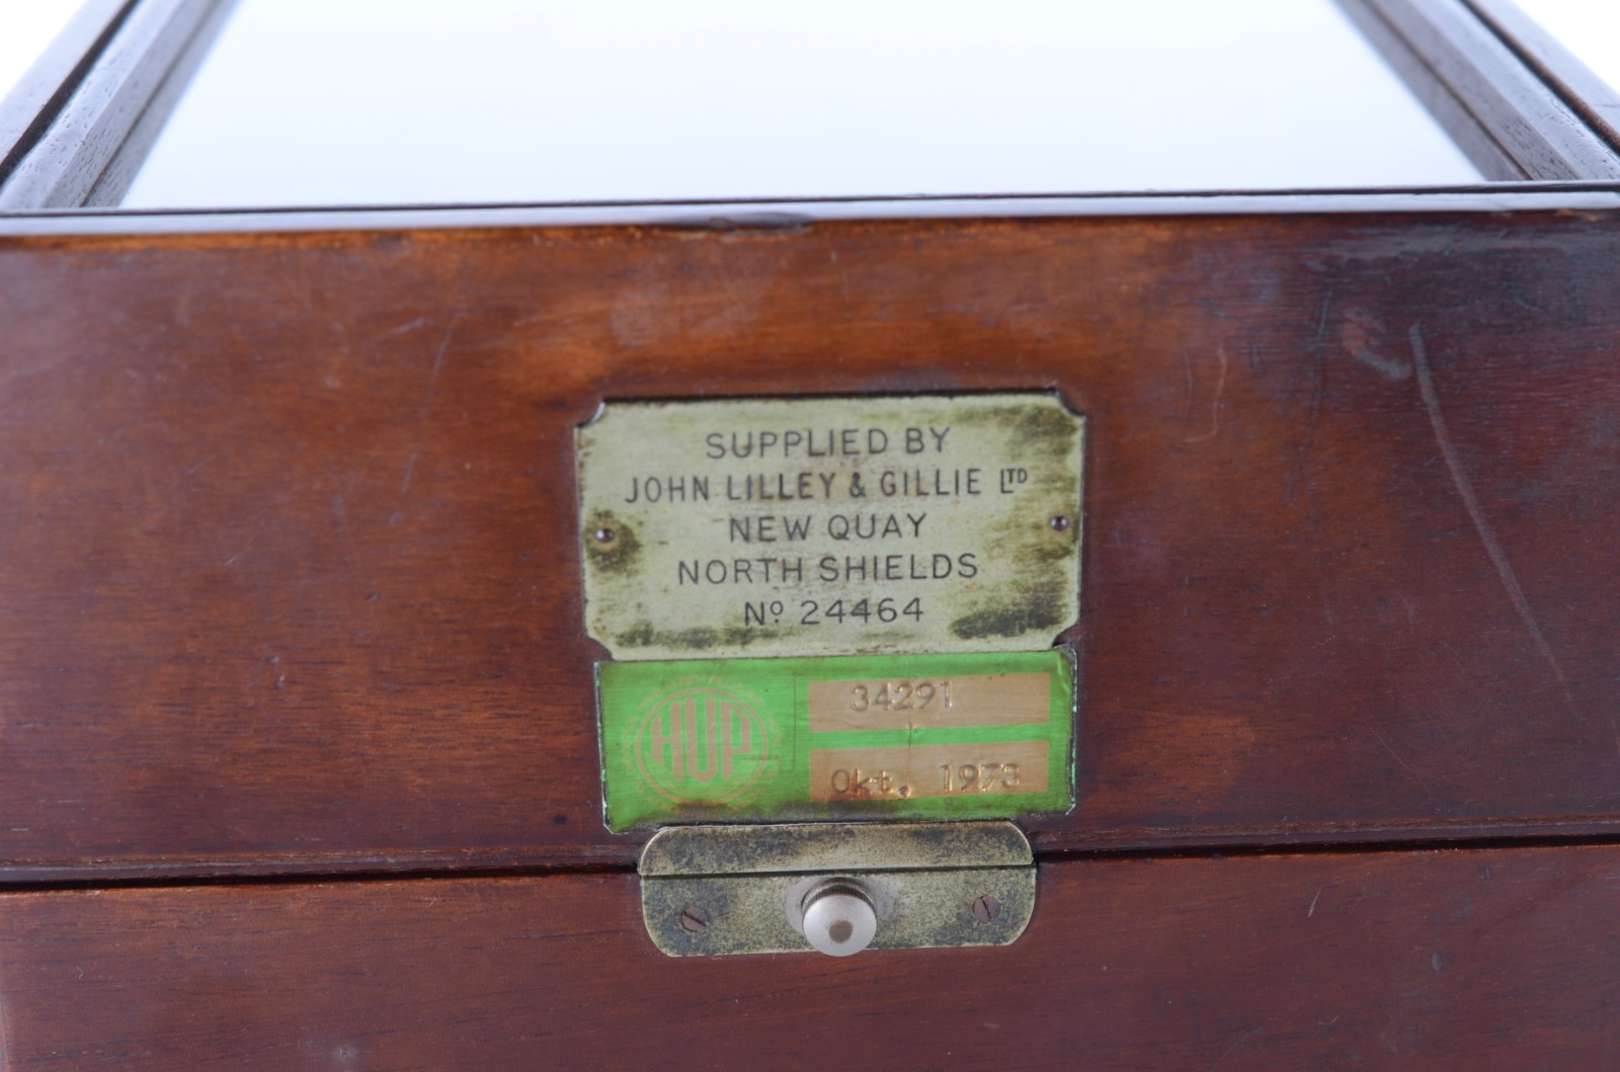 SUPPLIED BY
JOHN LILLEY & GILLIE LTD
NEW QUAY
NORTH SHIELDS
Nº 24464
HUP
34291
Okt. 1973